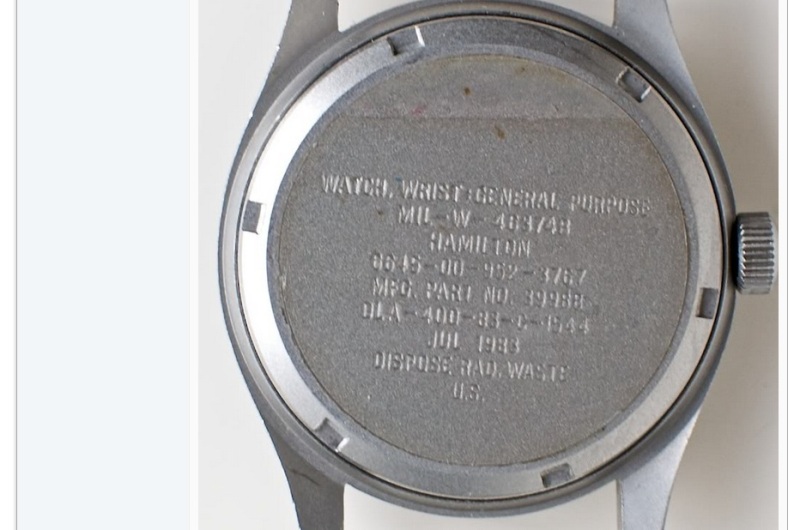 WATCH, WRIST:GENERAL PURPOSE
MIL-W-46374B
HAMILTON
6645-00-952-3767
MFG. PART NO. 39988
DLA-400-83-C-1544
JUL 1983
DISPOSE RAD. WASTE
U.S.